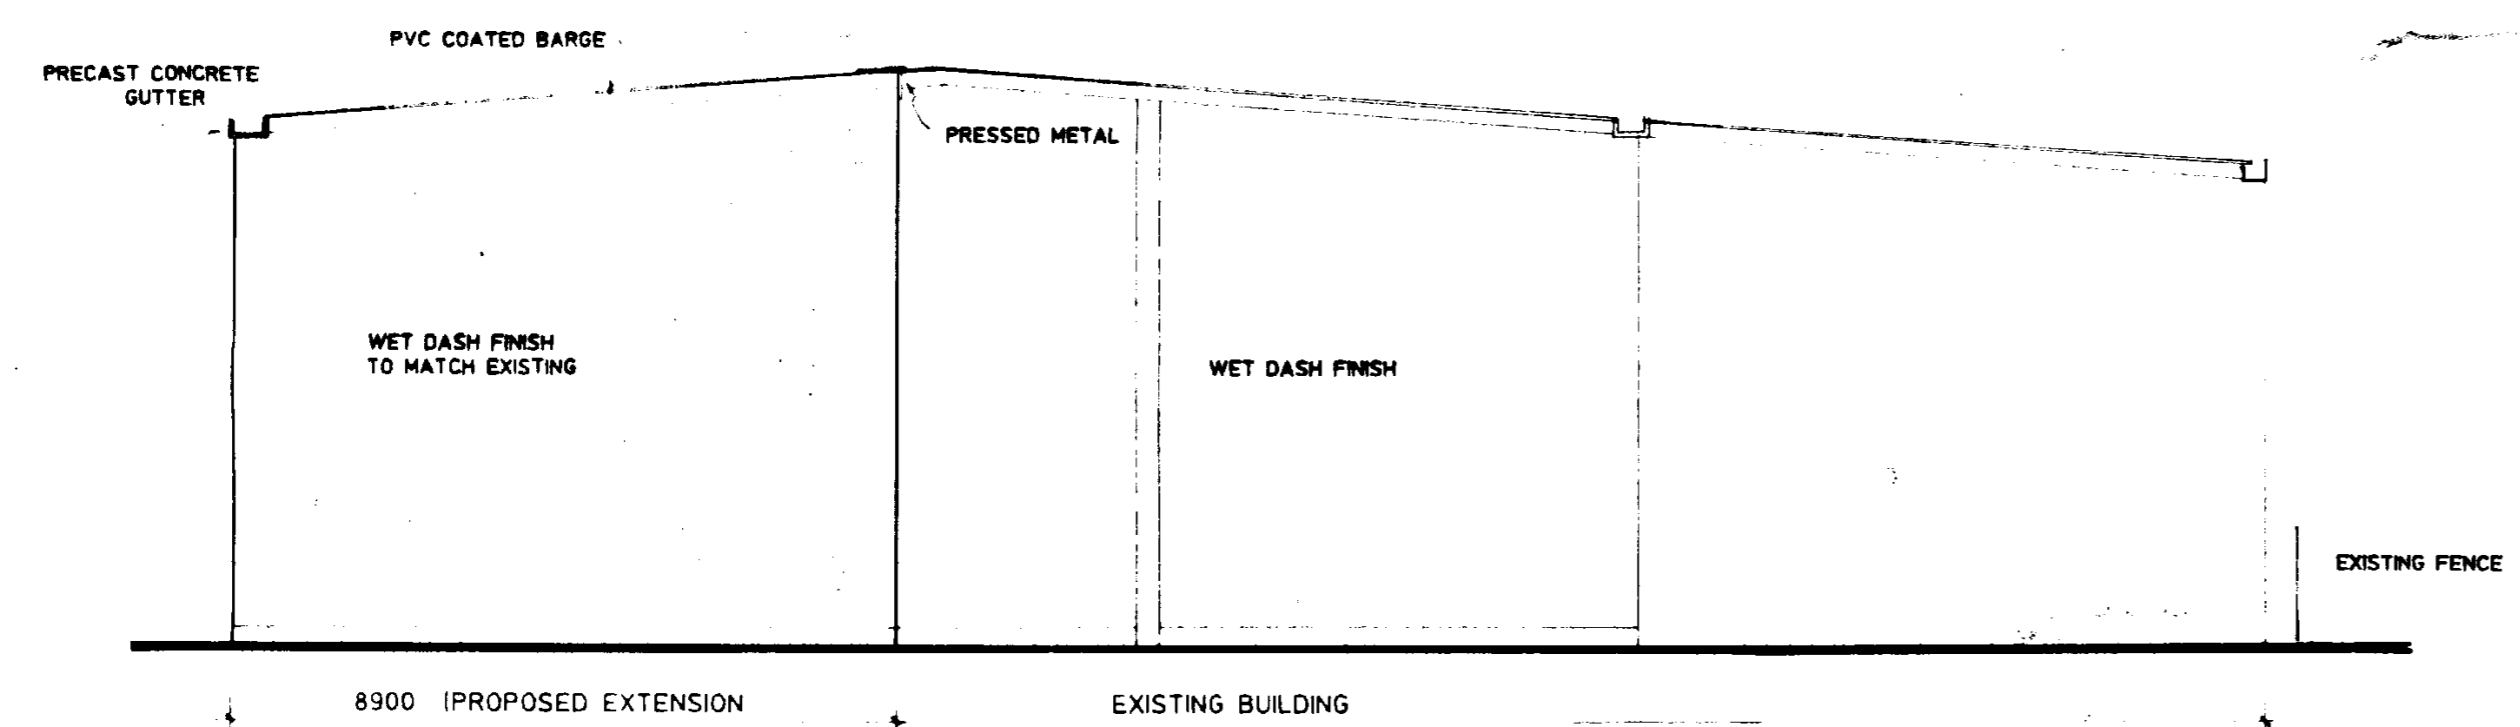 PVC COATED BARGE
PRECAST CONCRETE
GUTTER
PRESSED METAL
WET DASH FINISH
TO MATCH EXISTING
WET DASH FINISH
EXISTING FENCE
8900 (PROPOSED EXTENSION
EXISTING BUILDING